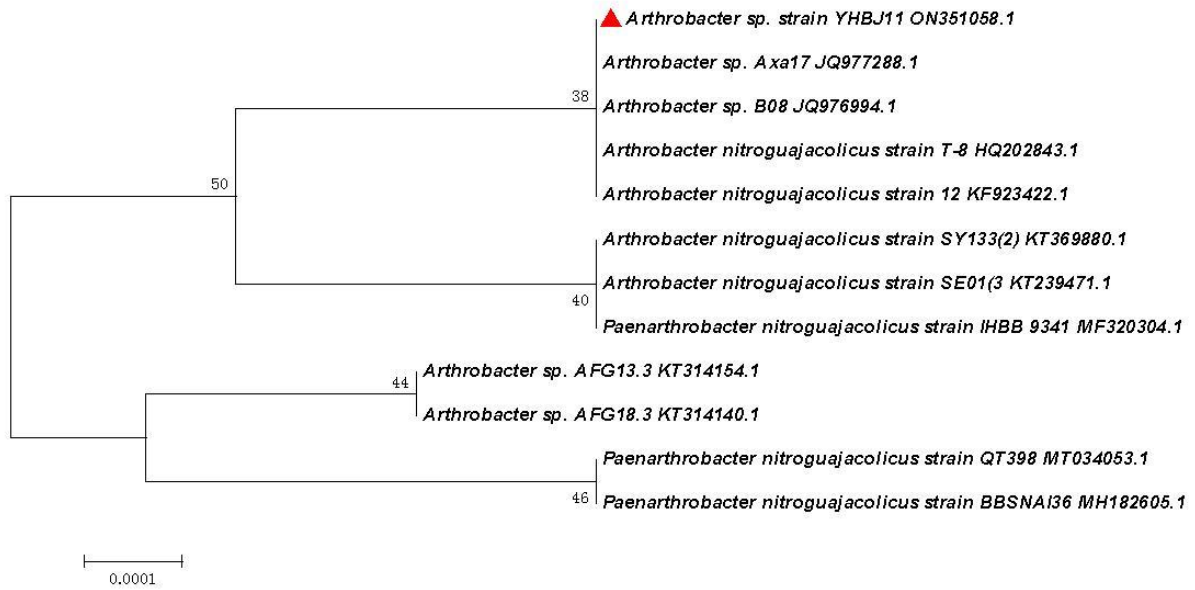 Arthrobacter sp. strain YHBJ11 ON351058.1
Arthrobacter sp. Axa17 JQ977288.1
38
Arthrobacter sp. B08 JQ976994.1
Arthrobacter nitroguajacolicus strain T-8 HQ202843.1
50
Arthrobacter nitroguajacolicus strain 12 KF923422.1
Arthrobacter nitroguajacolicus strain SY133(2) KT369880.1
Arthrobacter nitroguajacolicus strain SE01(3 KT239471.1
40
Paenarthrobacter nitroguajacolicus strain IHBB 9341 MF320304.1
Arthrobacter sp. AFG13.3 KT314154.1
44
Arthrobacter sp. AFG18.3 KT314140.1
Paenarthrobacter nitroguajacolicus strain QT398 MT034053.1
46
Paenarthrobacter nitroguajacolicus strain BBSNAI36 MH182605.1
0.0001